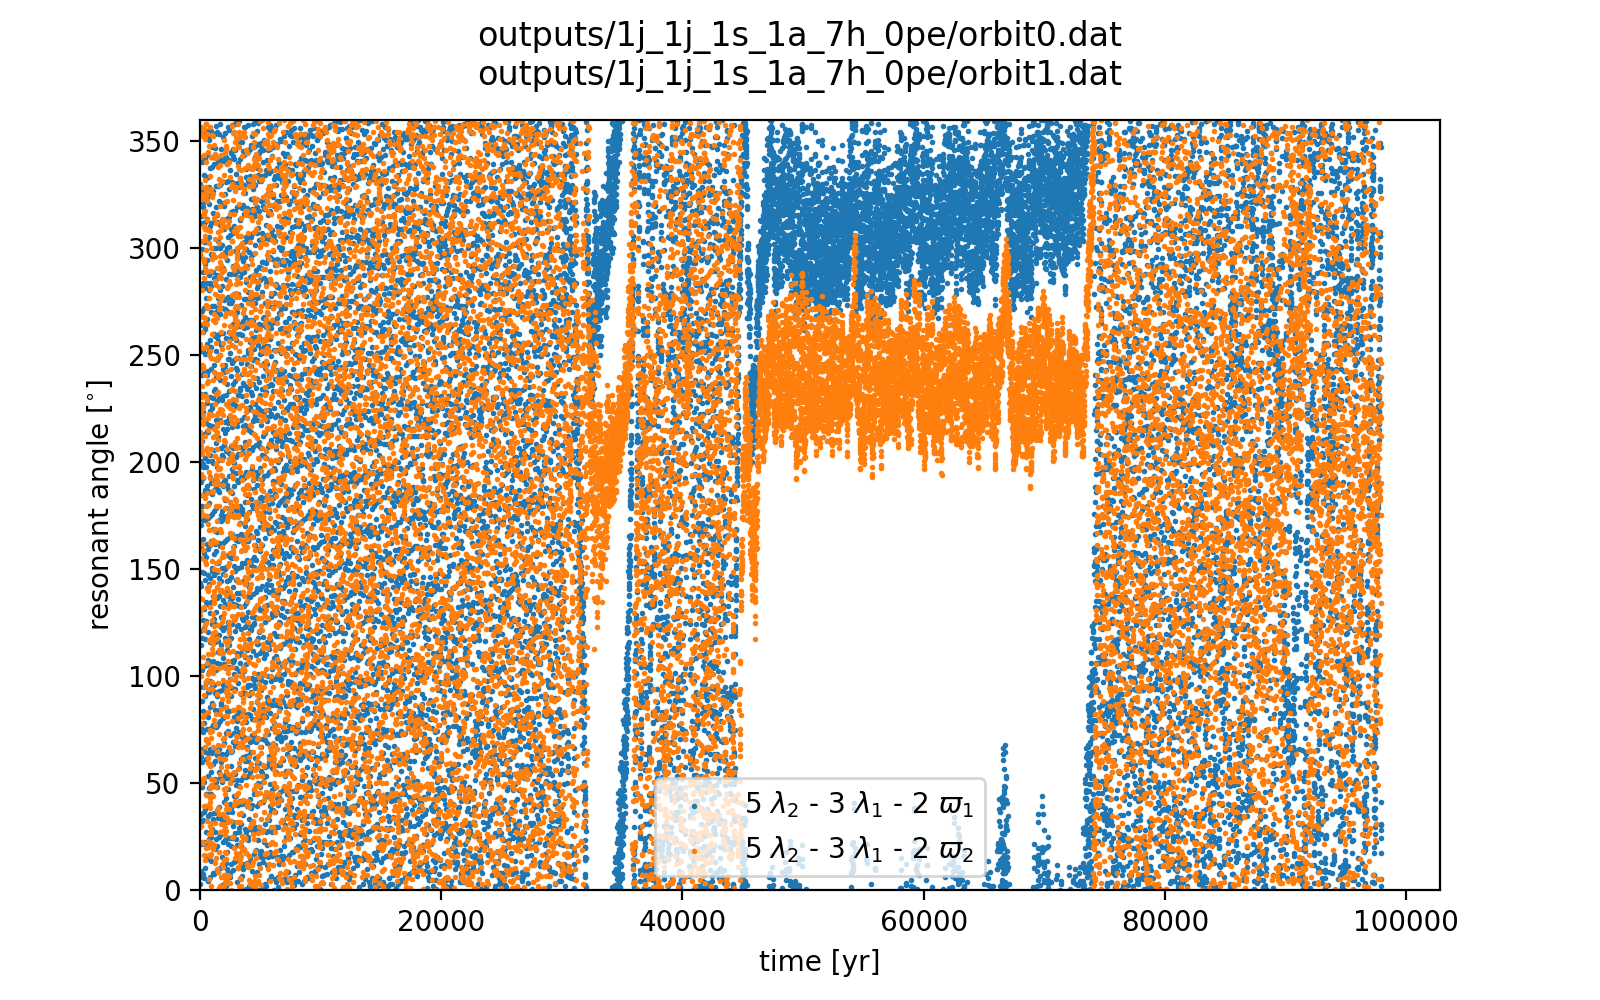 outputs/1j_1j_1s_1a_7h_0pe/orbit0.dat
outputs/1j_1j_1s_1a_7h_0pe/orbit1.dat
350
300
250
200
150
100
50
0
resonant angle [°]
5 λ₂ - 3 λ₁ - 2 ϖ₁
5 λ₂ - 3 λ₁ - 2 ϖ₂
0 20000 40000 60000 80000 100000
time [yr]